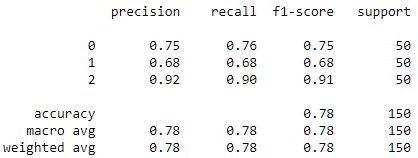 precision recall f1-score support
0 0.75 0.76 0.75 50
1 0.68 0.68 0.68 50
2 0.92 0.90 0.91 50
accuracy 0.78 150
macro avg 0.78 0.78 0.78 150
weighted avg 0.78 0.78 0.78 150